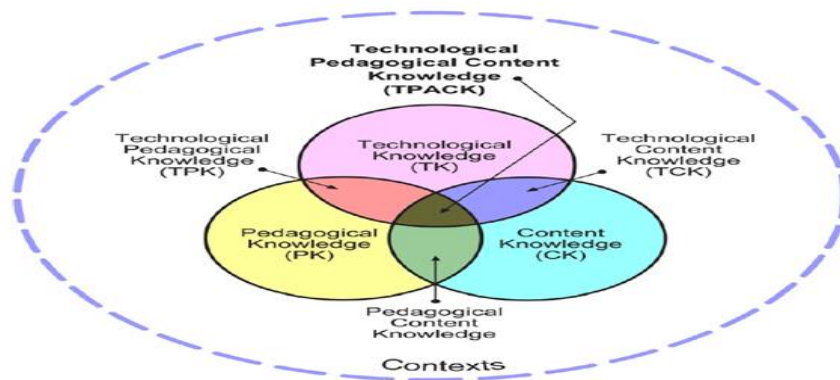 Technological
Pedagogical Content
Knowledge
(TPACK)
Technological
Pedagogical
Knowledge
(TPK)
Technological
Knowledge
(TK)
Technological
Content
Knowledge
(TCK)
Pedagogical
Knowledge
(PK)
Content
Knowledge
(CK)
Pedagogical
Content
Knowledge
Contexts